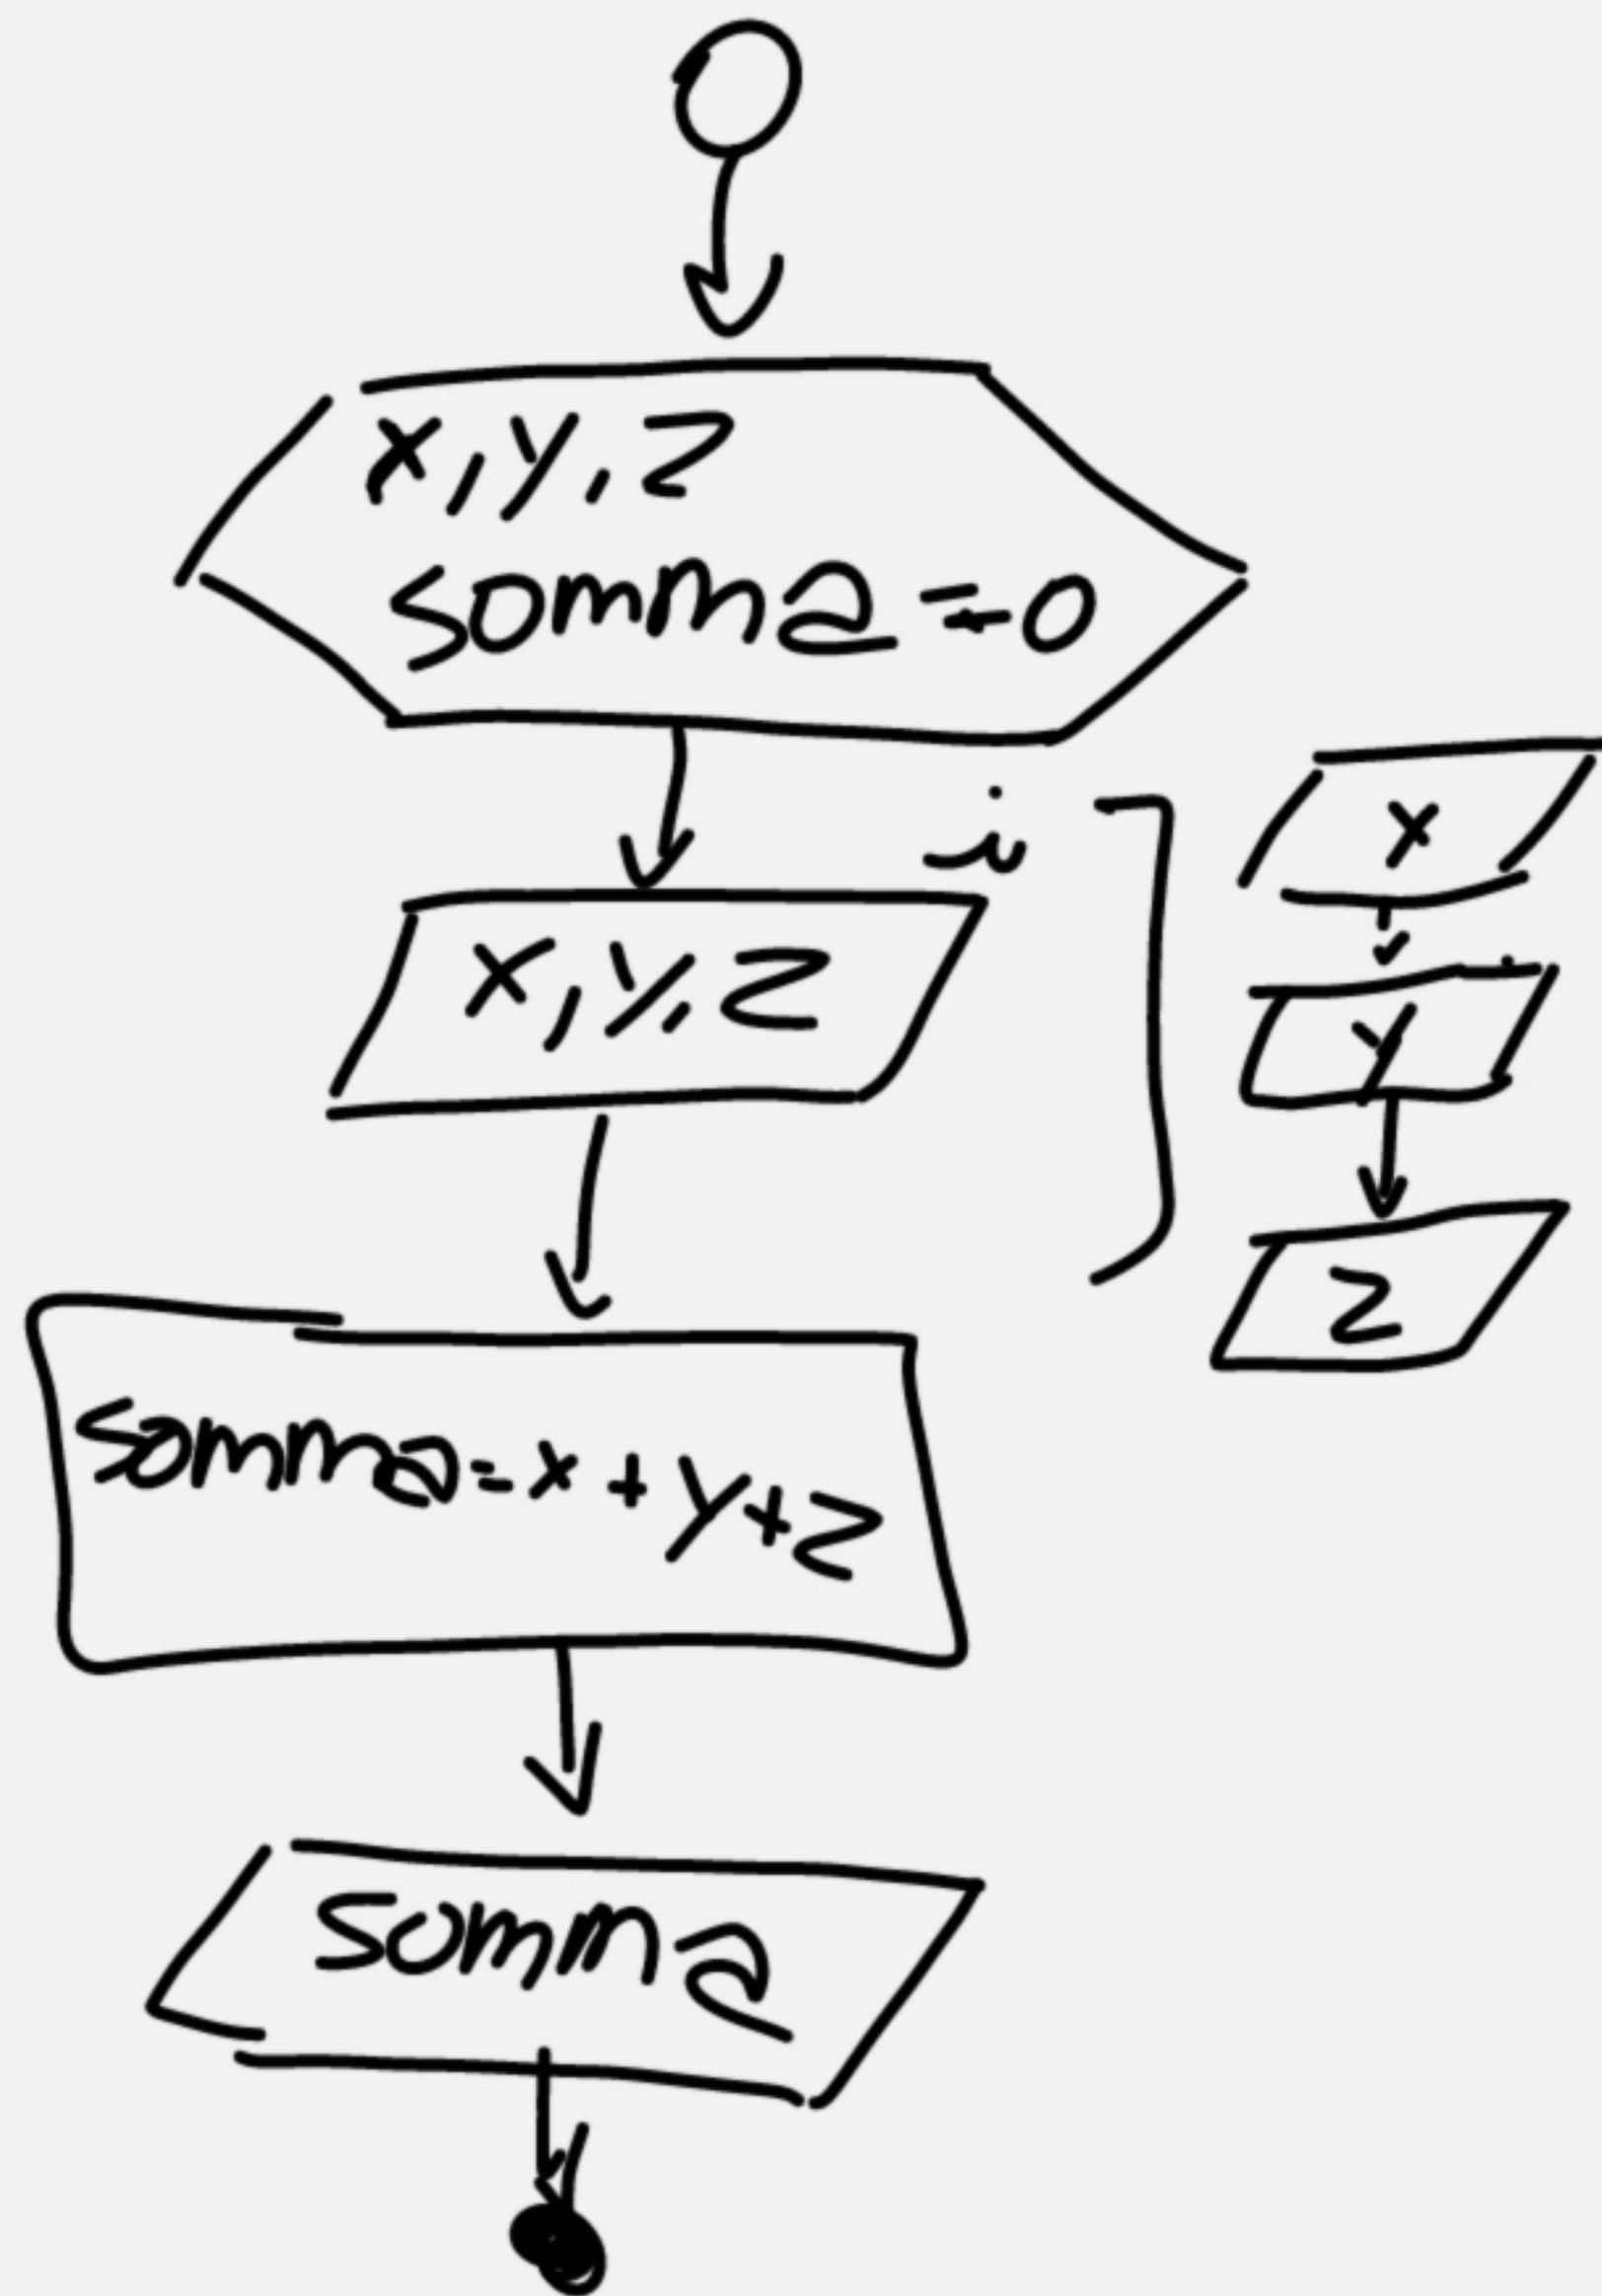 x, y, z
somma=0
i
x, y, z
x
y
z
somma=x+y+z
somma